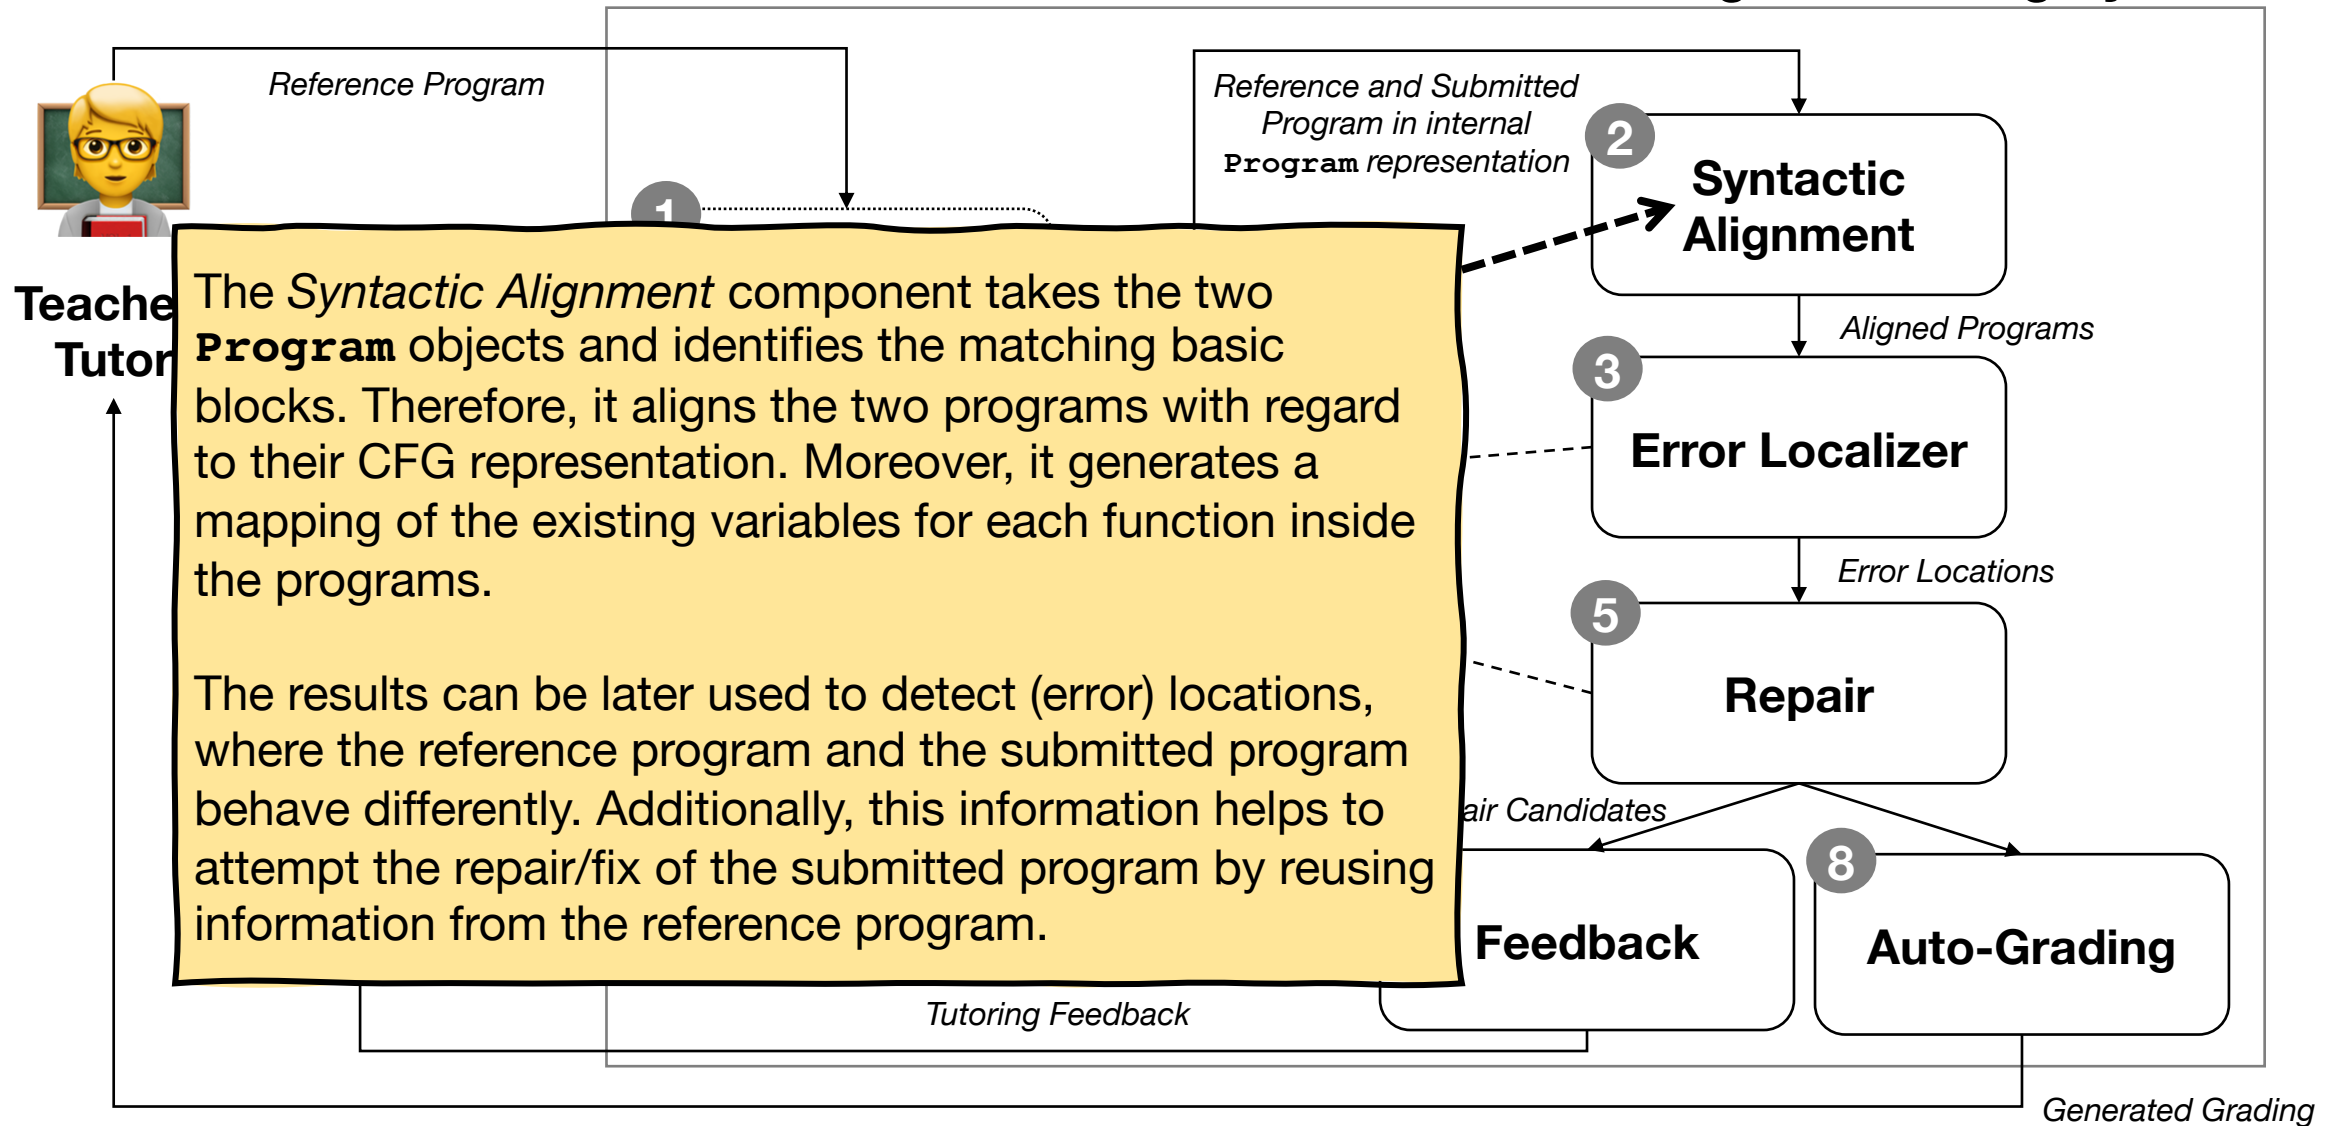 Reference Program
Reference and Submitted
Program in internal
Program representation
2
Syntactic
Alignment
1
Teache
Tutor
The Syntactic Alignment component takes the two
Program objects and identifies the matching basic
blocks. Therefore, it aligns the two programs with regard
to their CFG representation. Moreover, it generates a
mapping of the existing variables for each function inside
the programs.
The results can be later used to detect (error) locations,
where the reference program and the submitted program
behave differently. Additionally, this information helps to
attempt the repair/fix of the submitted program by reusing
information from the reference program.
Aligned Programs
3
Error Localizer
Error Locations
5
Repair
air Candidates
8
Feedback
Auto-Grading
Tutoring Feedback
Generated Grading